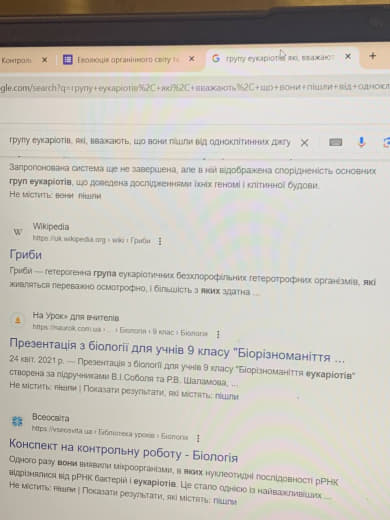 Контроль
Еволюція органічного світу та
групу еукаріотів, які, вважают
gle.com/search?q=групу+еукаріотів%2C+які%2C+вважають%2C+що+вони+пішли+від+одноклі
групу еукаріотів, які, вважають, що вони пішли від одноклітинних джгу
Запропонована система ще не завершена, але в ній відображена спорідненість основних
груп еукаріотів, що доведена дослідженнями їхніх геномі і клітинної будови.
Не містить: вони пішли
W Wikipedia
https://uk.wikipedia.org › wiki › Гриби
Гриби
Гриби — гетерогенна група еукаріотичних безхлорофільних гетеротрофних організмів, які
живляться переважно осмотрофно, і більшість з яких здатна ...
На Урок» для вчителів
https://naurok.com.ua › ... › Біологія › 9 клас › Біологія
Презентація з біології для учнів 9 класу "Біорізноманіття ...
24 квіт. 2021 р. — Презентація з біології для учнів 9 класу "Біорізноманіття еукаріотів"
створена за підручниками В.І.Соболя та Р.В. Шаламова, ...
Не містить: пішли | Показати результати, які містять: пішли
Всеосвіта
https://vseosvita.ua › Бібліотека уроків › Біологія
Конспект на контрольну роботу - Біологія
Одного разу вони виявили мікроорганізми, в яких нуклеотидні послідовності рРНК
відрізнялися від рРНК бактерій і еукаріотів. Це стало однією із найважливіших ...
Не містить: пішли | Показати результати, які містять: пішли